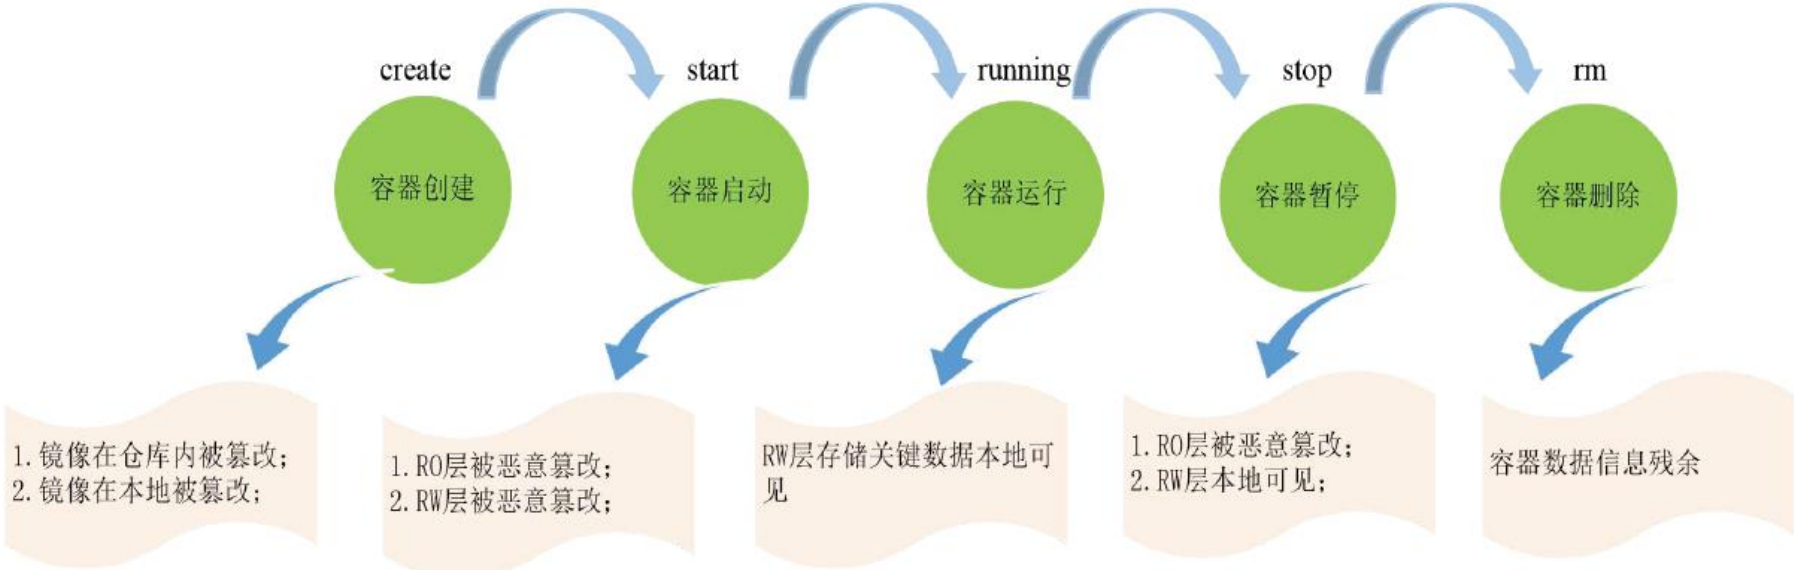 create
start
running
stop
rm
容器创建
容器启动
容器运行
容器暂停
容器删除
1.镜像在仓库内被篡改;
2.镜像在本地被篡改;
1.RO层被恶意篡改;
2.RW层被恶意篡改;
RW层存储关键数据本地可
见
1.RO层被恶意篡改;
2.RW层本地可见;
容器数据信息残余